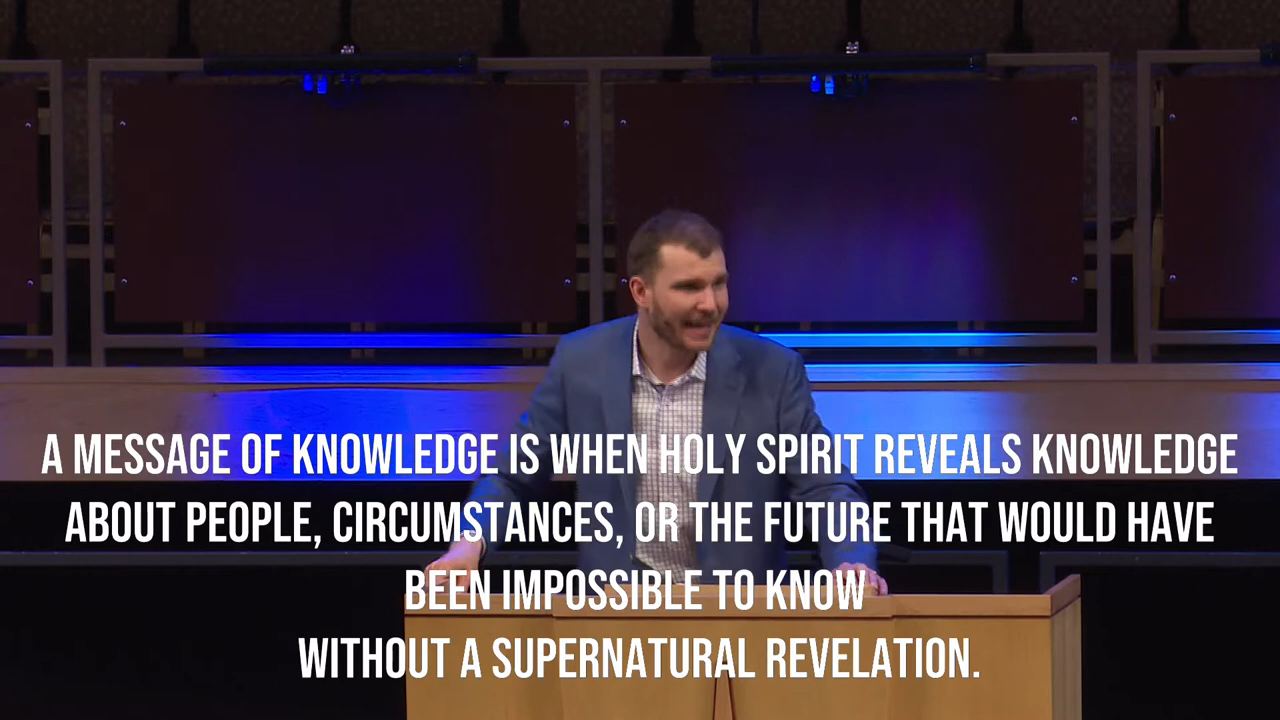 A MESSAGE OF KNOWLEDGE IS WHEN HOLY SPIRIT REVEALS KNOWLEDGE
ABOUT PEOPLE, CIRCUMSTANCES, OR THE FUTURE THAT WOULD HAVE
BEEN IMPOSSIBLE TO KNOW
WITHOUT A SUPERNATURAL REVELATION.